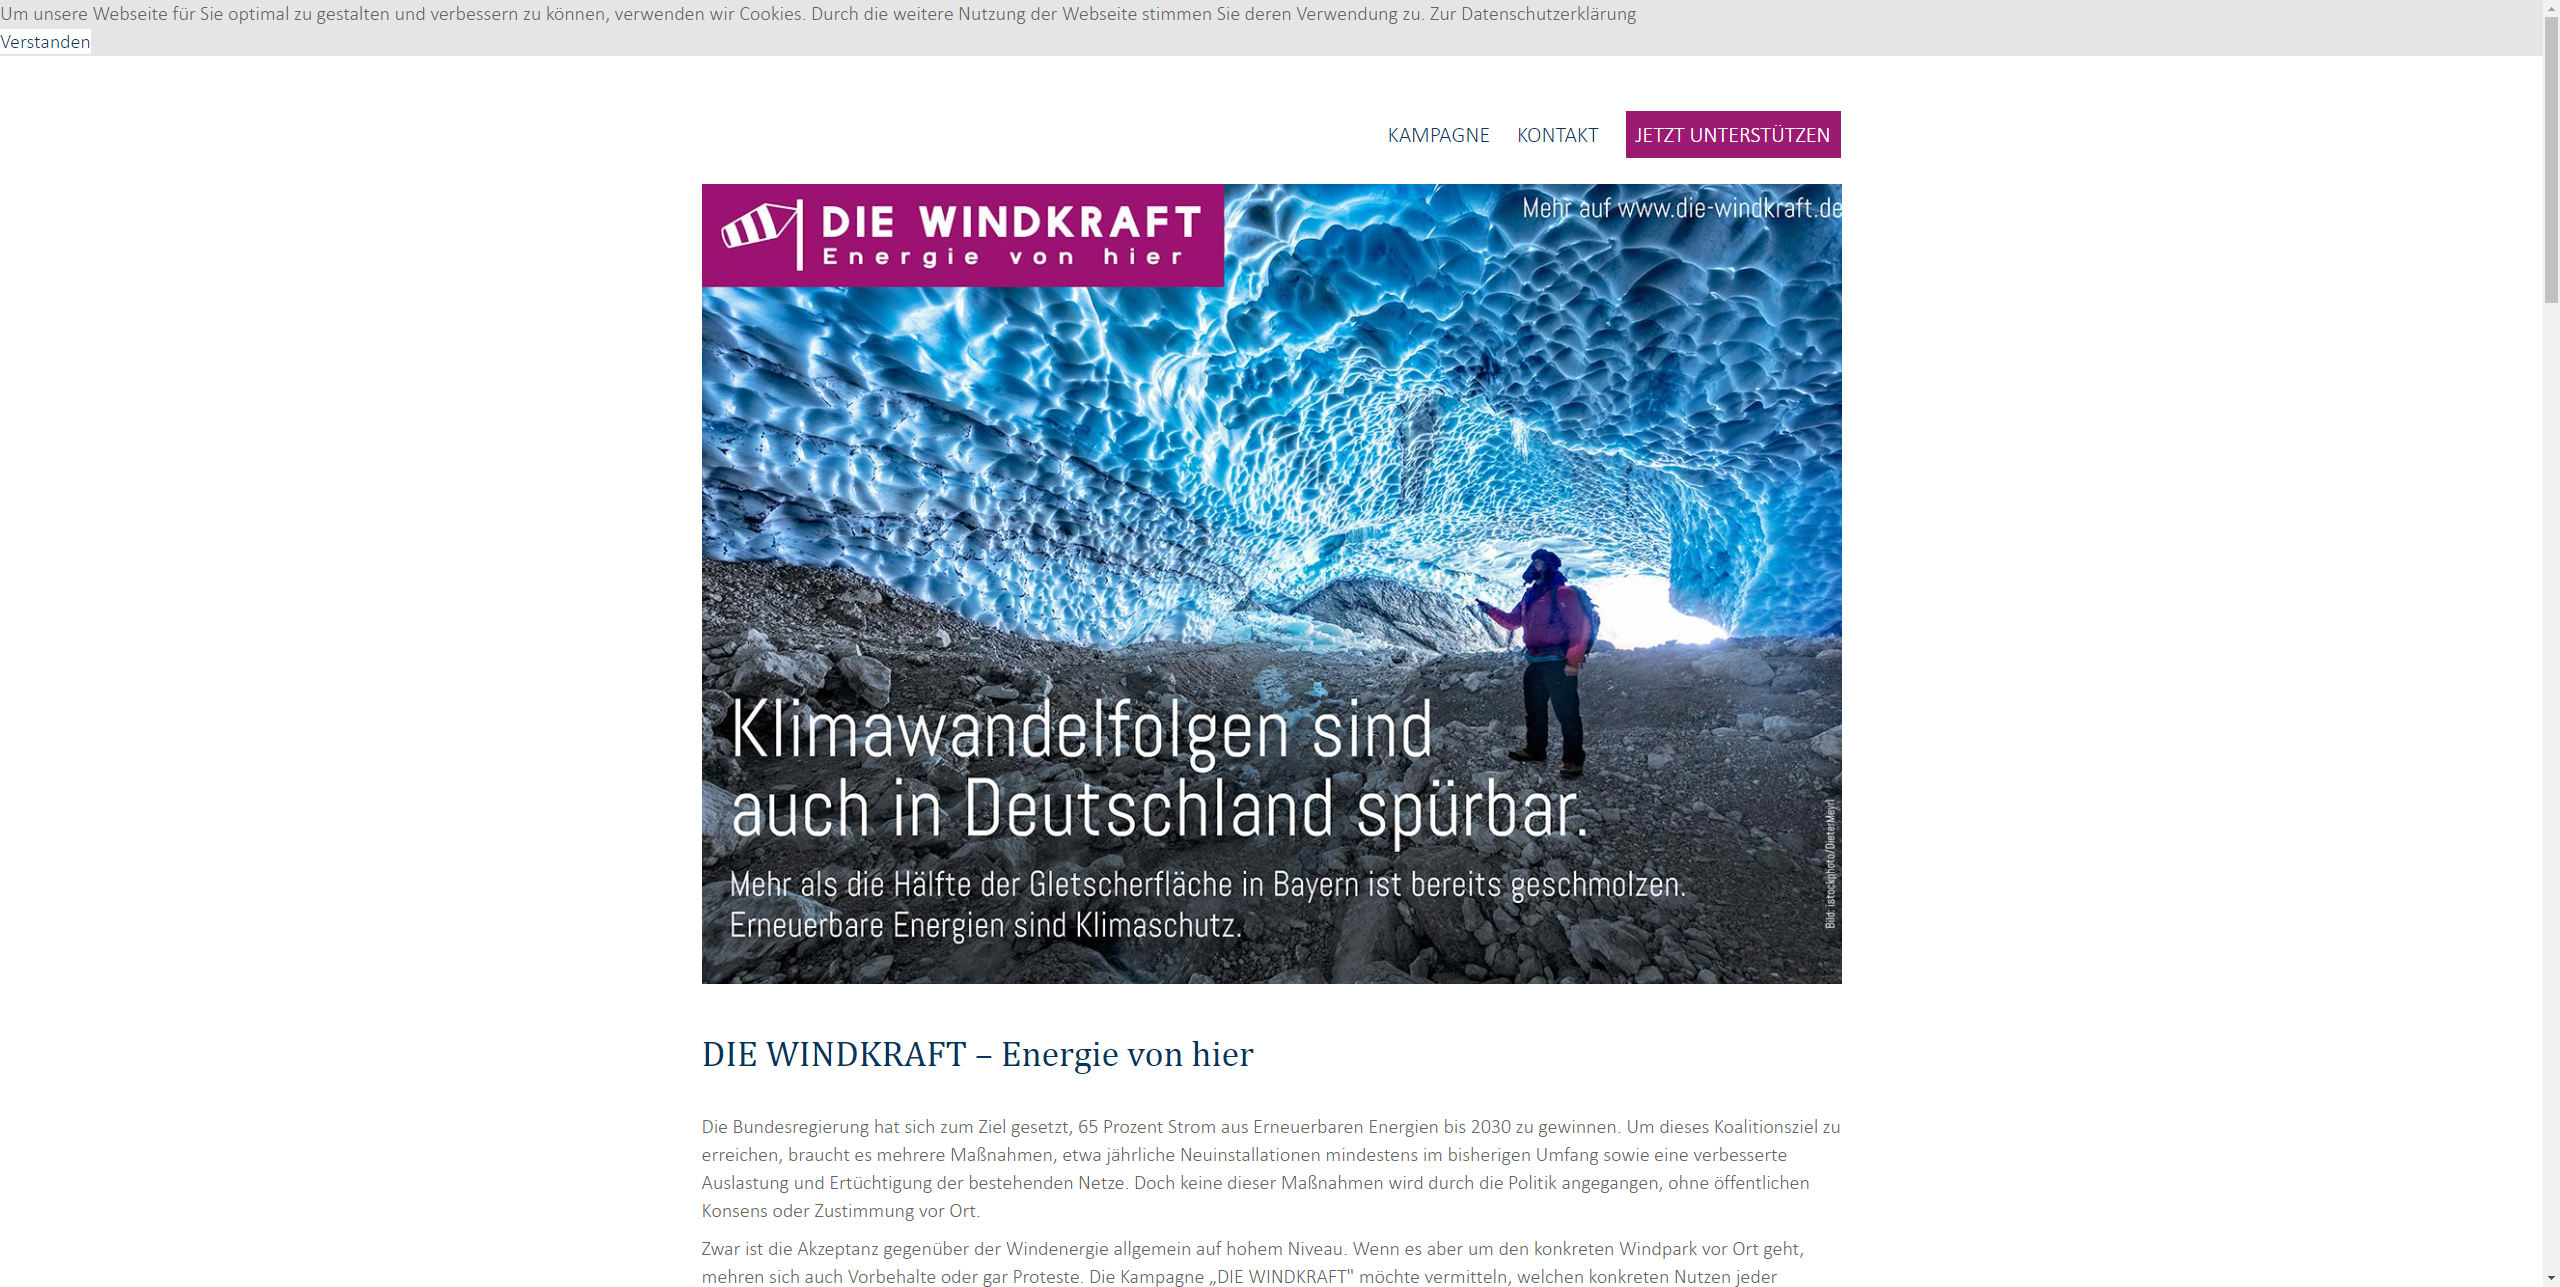 Um unsere Webseite für Sie optimal zu gestalten und verbessern zu können, verwenden wir Cookies. Durch die weitere Nutzung der Webseite stimmen Sie deren Verwendung zu. Zur Datenschutzerklärung
Verstanden
KAMPAGNE KONTAKT JETZT UNTERSTÜTZEN
DIE WINDKRAFT
Energie von hier
Mehr auf www.die-windkraft.de
Klimawandelfolgen sind
auch in Deutschland spürbar.
Mehr als die Hälfte der Gletscherfläche in Bayern ist bereits geschmolzen.
Erneuerbare Energien sind Klimaschutz.
Bild: istockphoto/DieterMeyrl
DIE WINDKRAFT – Energie von hier
Die Bundesregierung hat sich zum Ziel gesetzt, 65 Prozent Strom aus Erneuerbaren Energien bis 2030 zu gewinnen. Um dieses Koalitionsziel zu
erreichen, braucht es mehrere Maßnahmen, etwa jährliche Neuinstallationen mindestens im bisherigen Umfang sowie eine verbesserte
Auslastung und Ertüchtigung der bestehenden Netze. Doch keine dieser Maßnahmen wird durch die Politik angegangen, ohne öffentlichen
Konsens oder Zustimmung vor Ort.
Zwar ist die Akzeptanz gegenüber der Windenergie allgemein auf hohem Niveau. Wenn es aber um den konkreten Windpark vor Ort geht,
mehren sich auch Vorbehalte oder gar Proteste. Die Kampagne „DIE WINDKRAFT" möchte vermitteln, welchen konkreten Nutzen jeder